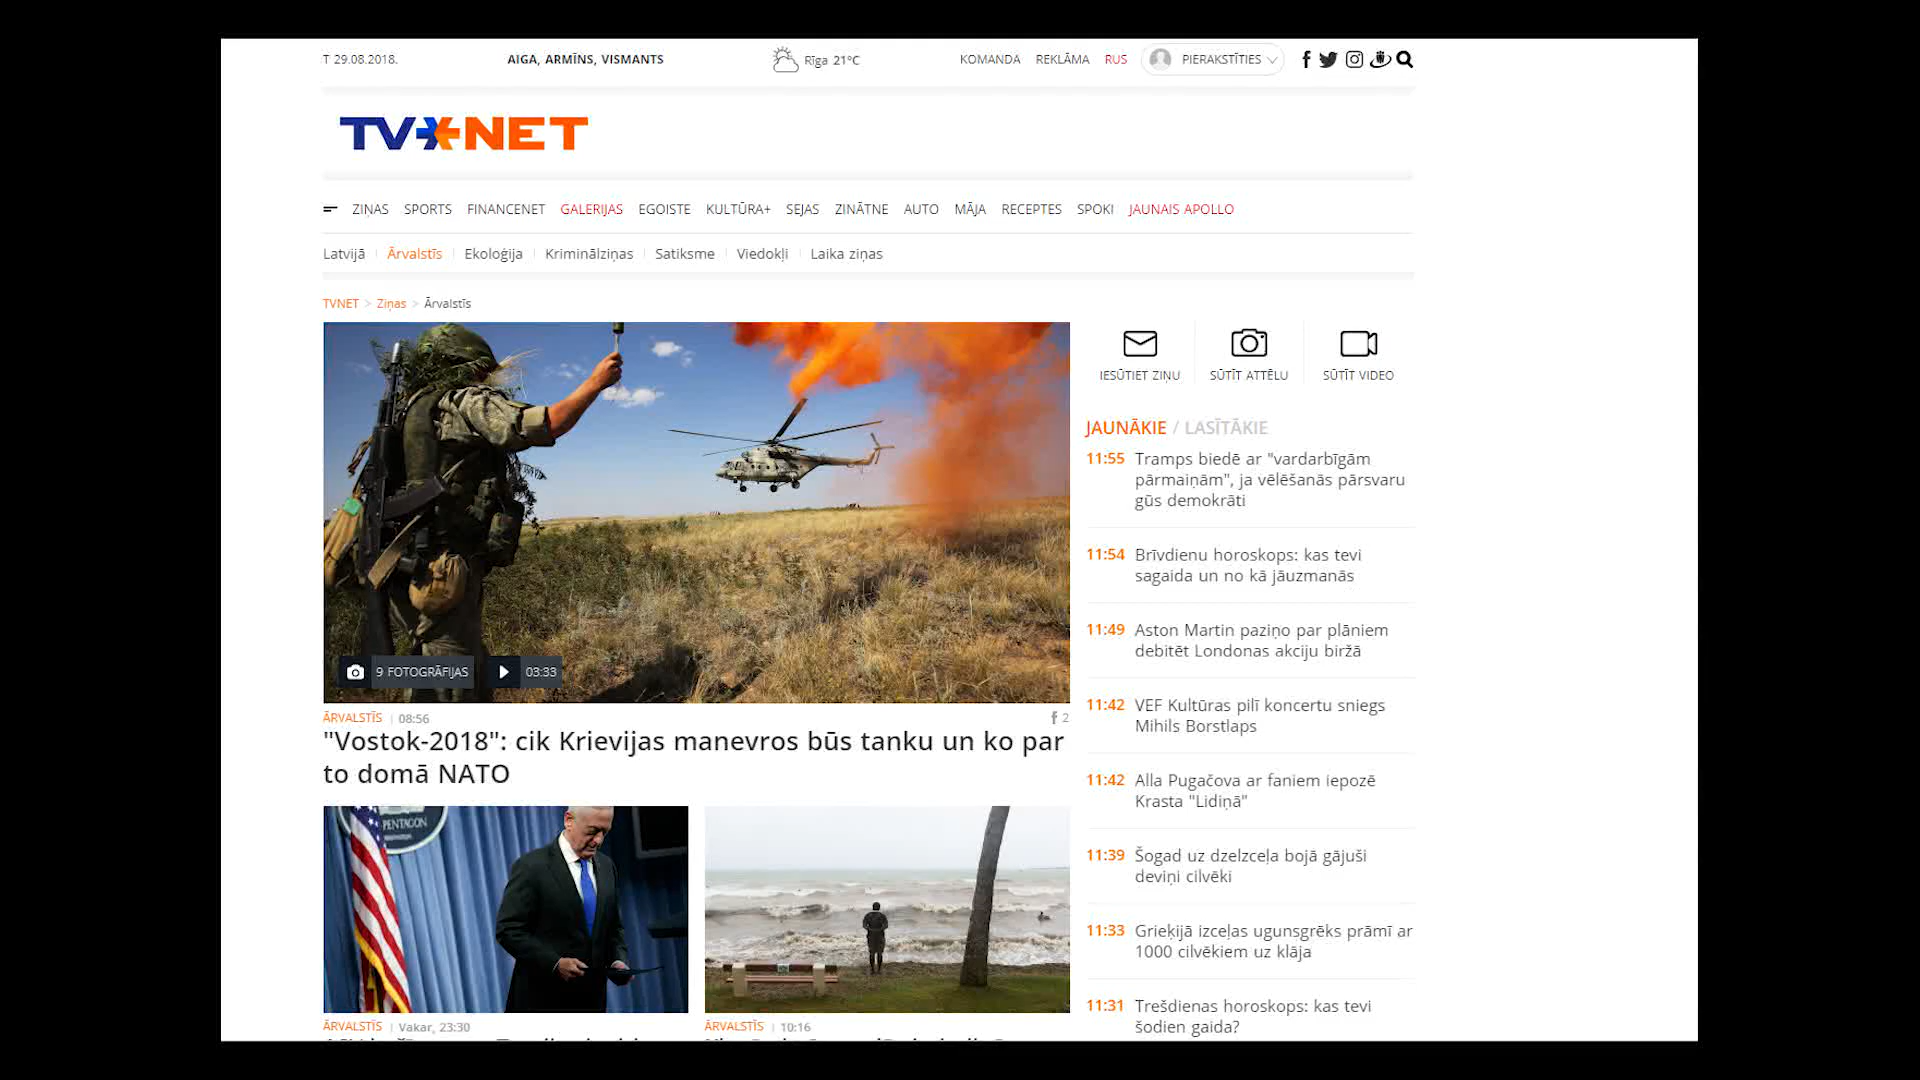 T 29.08.2018.
AIGA, ARMĪNS, VISMANTS
Rīga 21°C
KOMANDA REKLĀMA RUS PIERAKSTĪTIES
TV NET
ZIŅAS SPORTS FINANCENET GALERIJAS EGOISTE KULTŪRA+ SEJAS ZINĀTNE AUTO MĀJA RECEPTES SPOKI JAUNAIS APOLLO
Latvijā Ārvalstīs Ekoloģija Kriminālziņas Satiksme Viedokļi Laika ziņas
TVNET > Ziņas > Ārvalstīs
9 FOTOGRĀFIJAS 03:33
ĀRVALSTĪS | 08:56
f 2
"Vostok-2018": cik Krievijas manevros būs tanku un ko par
to domā NATO
PENTAGON
ĀRVALSTĪS | Vakar, 23:30
ĀRVALSTĪS | 10:16
IESŪTIET ZIŅU SŪTĪT ATTĒLU SŪTĪT VIDEO
JAUNĀKIE / LASĪTĀKIE
11:55 Tramps biedē ar "vardarbīgām
pārmaiņām", ja vēlēšanās pārsvaru
gūs demokrāti
11:54 Brīvdienu horoskops: kas tevi
sagaida un no kā jāuzmanās
11:49 Aston Martin paziņo par plāniem
debitēt Londonas akciju biržā
11:42 VEF Kultūras pilī koncertu sniegs
Mihils Borstlaps
11:42 Alla Pugačova ar faniem iepozē
Krasta "Lidiņā"
11:39 Šogad uz dzelzceļa bojā gājuši
deviņi cilvēki
11:33 Grieķijā izceļas ugunsgrēks prāmī ar
1000 cilvēkiem uz klāja
11:31 Trešdienas horoskops: kas tevi
šodien gaida?